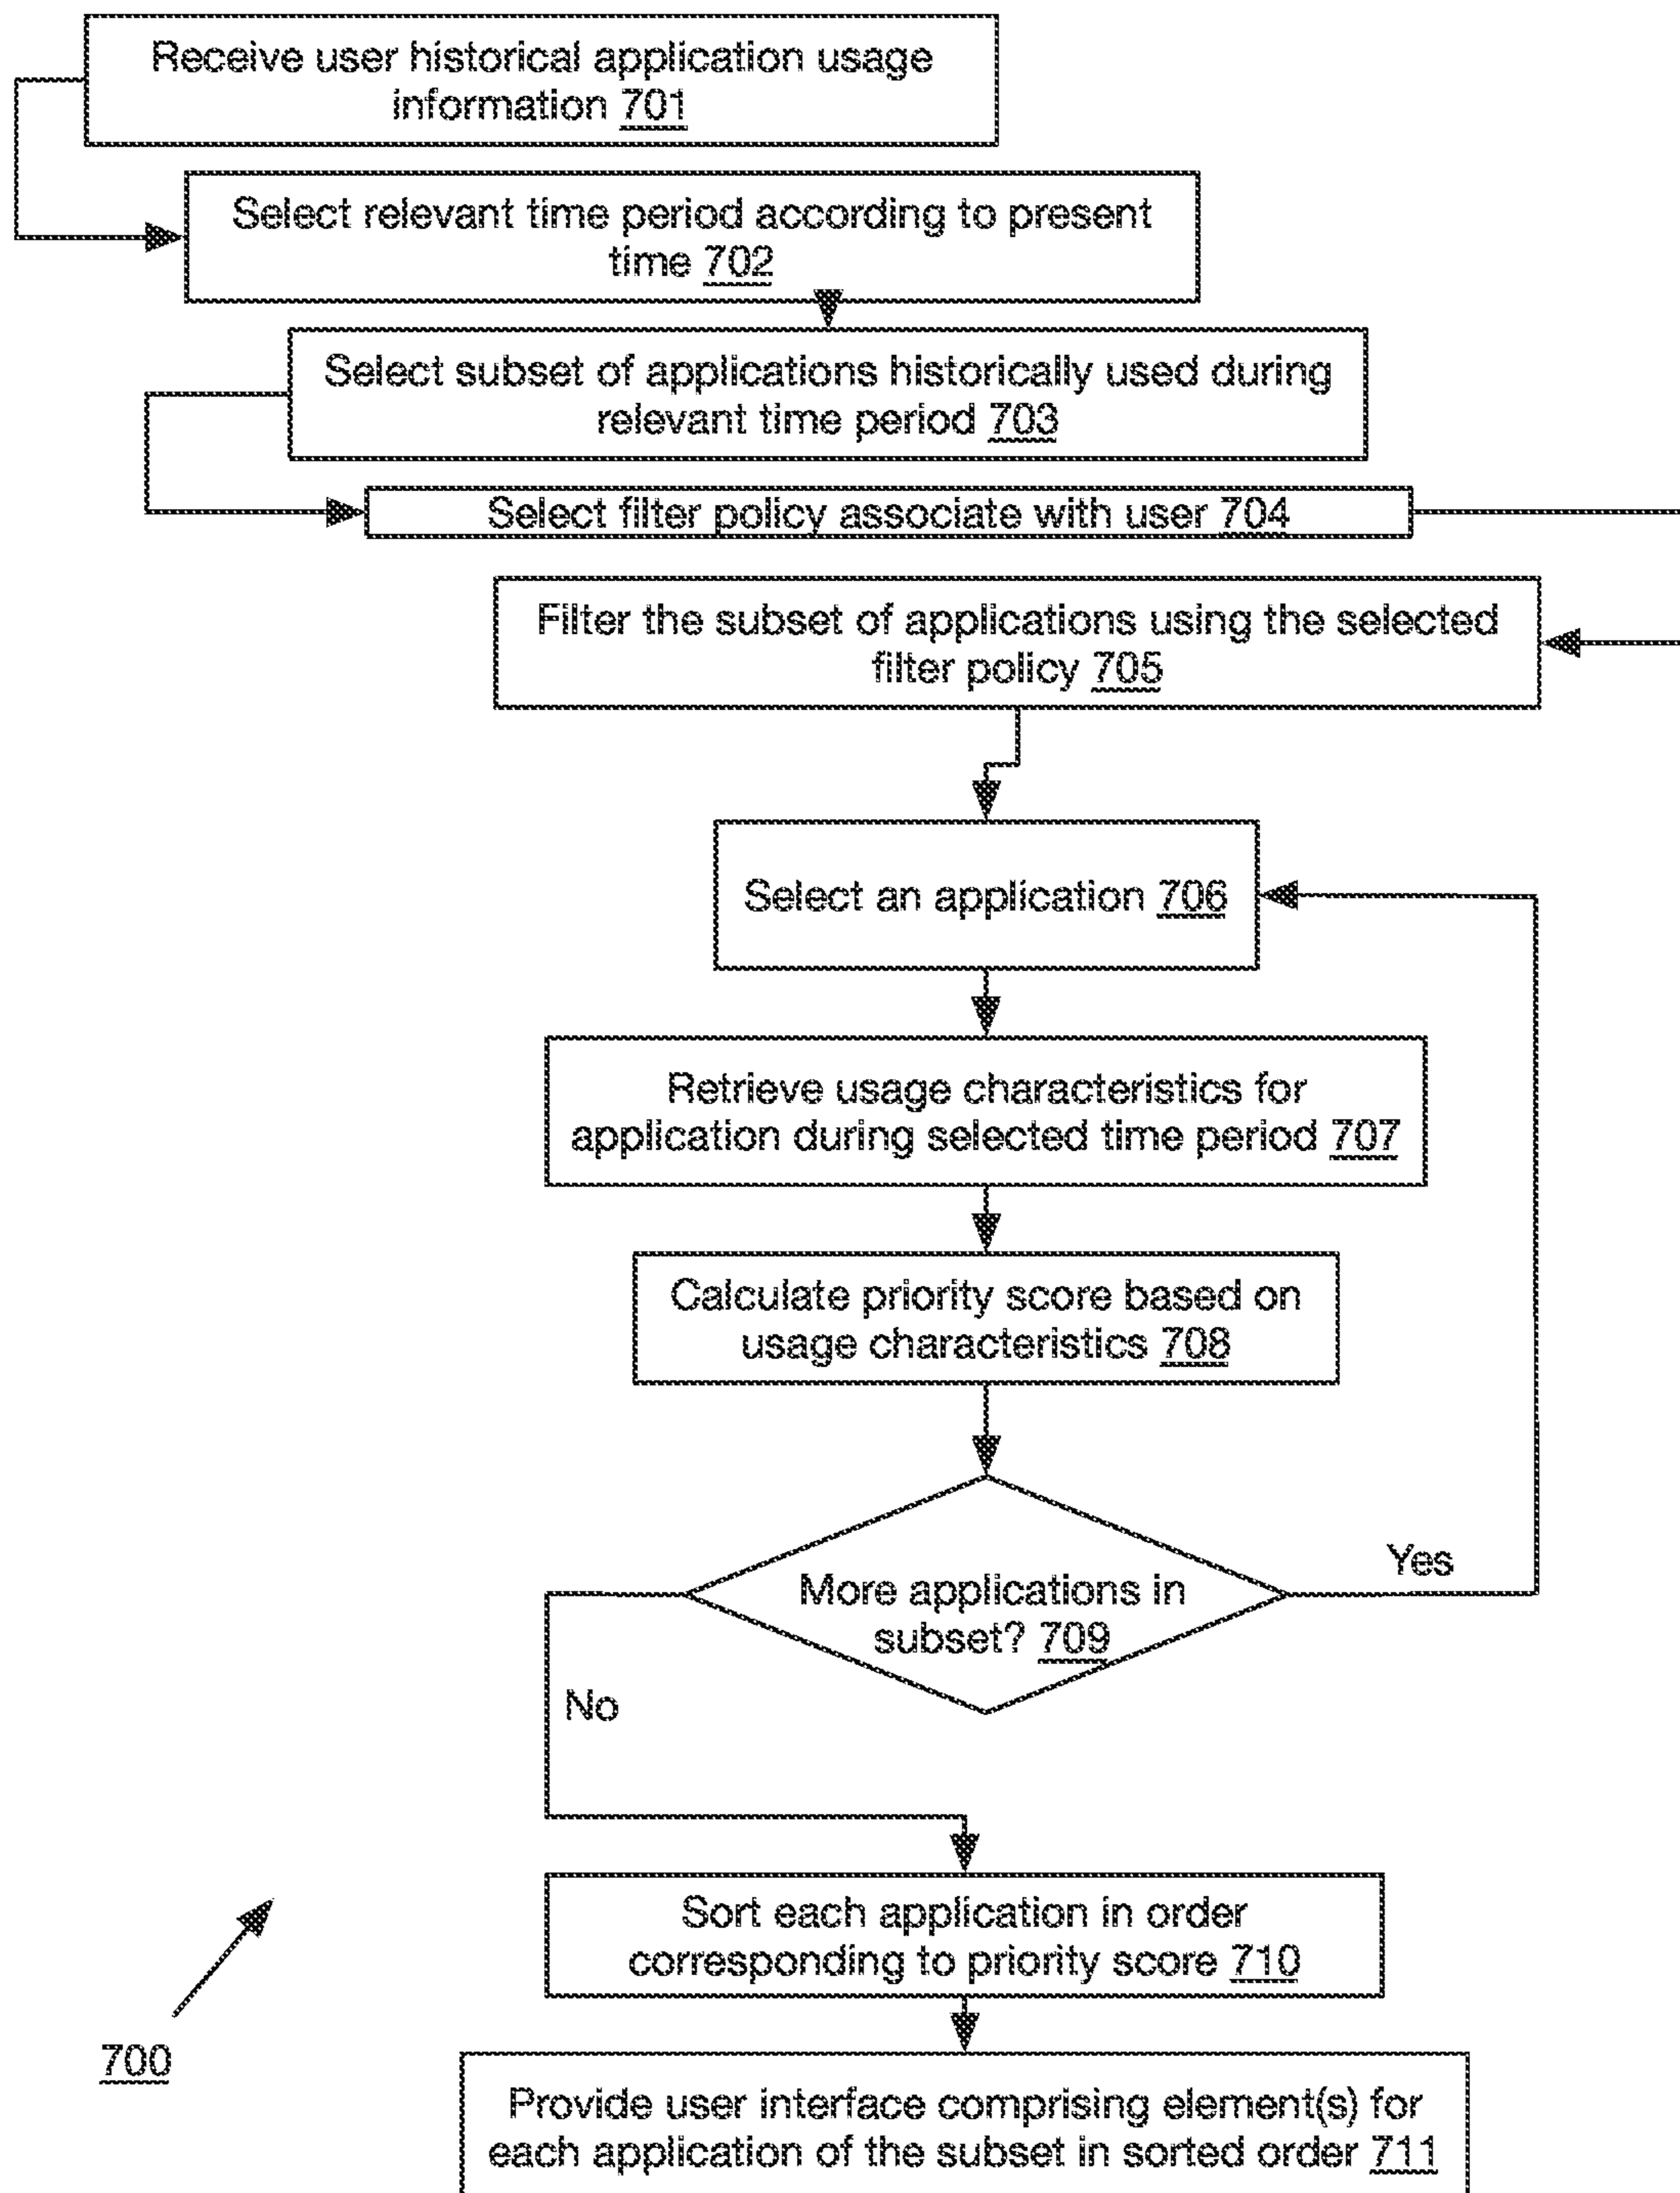 Receive user historical application usage
information 701
Select relevant time period according to present
time 702
Select subset of applications historically used during
relevant time period 703
Select filter policy associate with user 704
Filter the subset of applications using the selected
filter policy 705
Select an application 706
Retrieve usage characteristics for
application during selected time period 707
Calculate priority score based on
usage characteristics 708
More applications in
subset? 709
Yes
No
Sort each application in order
corresponding to priority score 710
700
Provide user interface comprising element(s) for
each application of the subset in sorted order 711